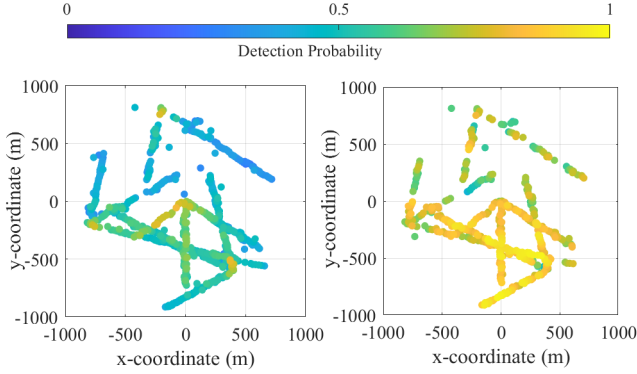 0 0.5 1
Detection Probability
1000 1000
500 500
0 0
-500 -500
-1000 -1000
-1000 -500 0 500 1000 -1000 -500 0 500 1000
x-coordinate (m) x-coordinate (m)
y-coordinate (m) y-coordinate (m)